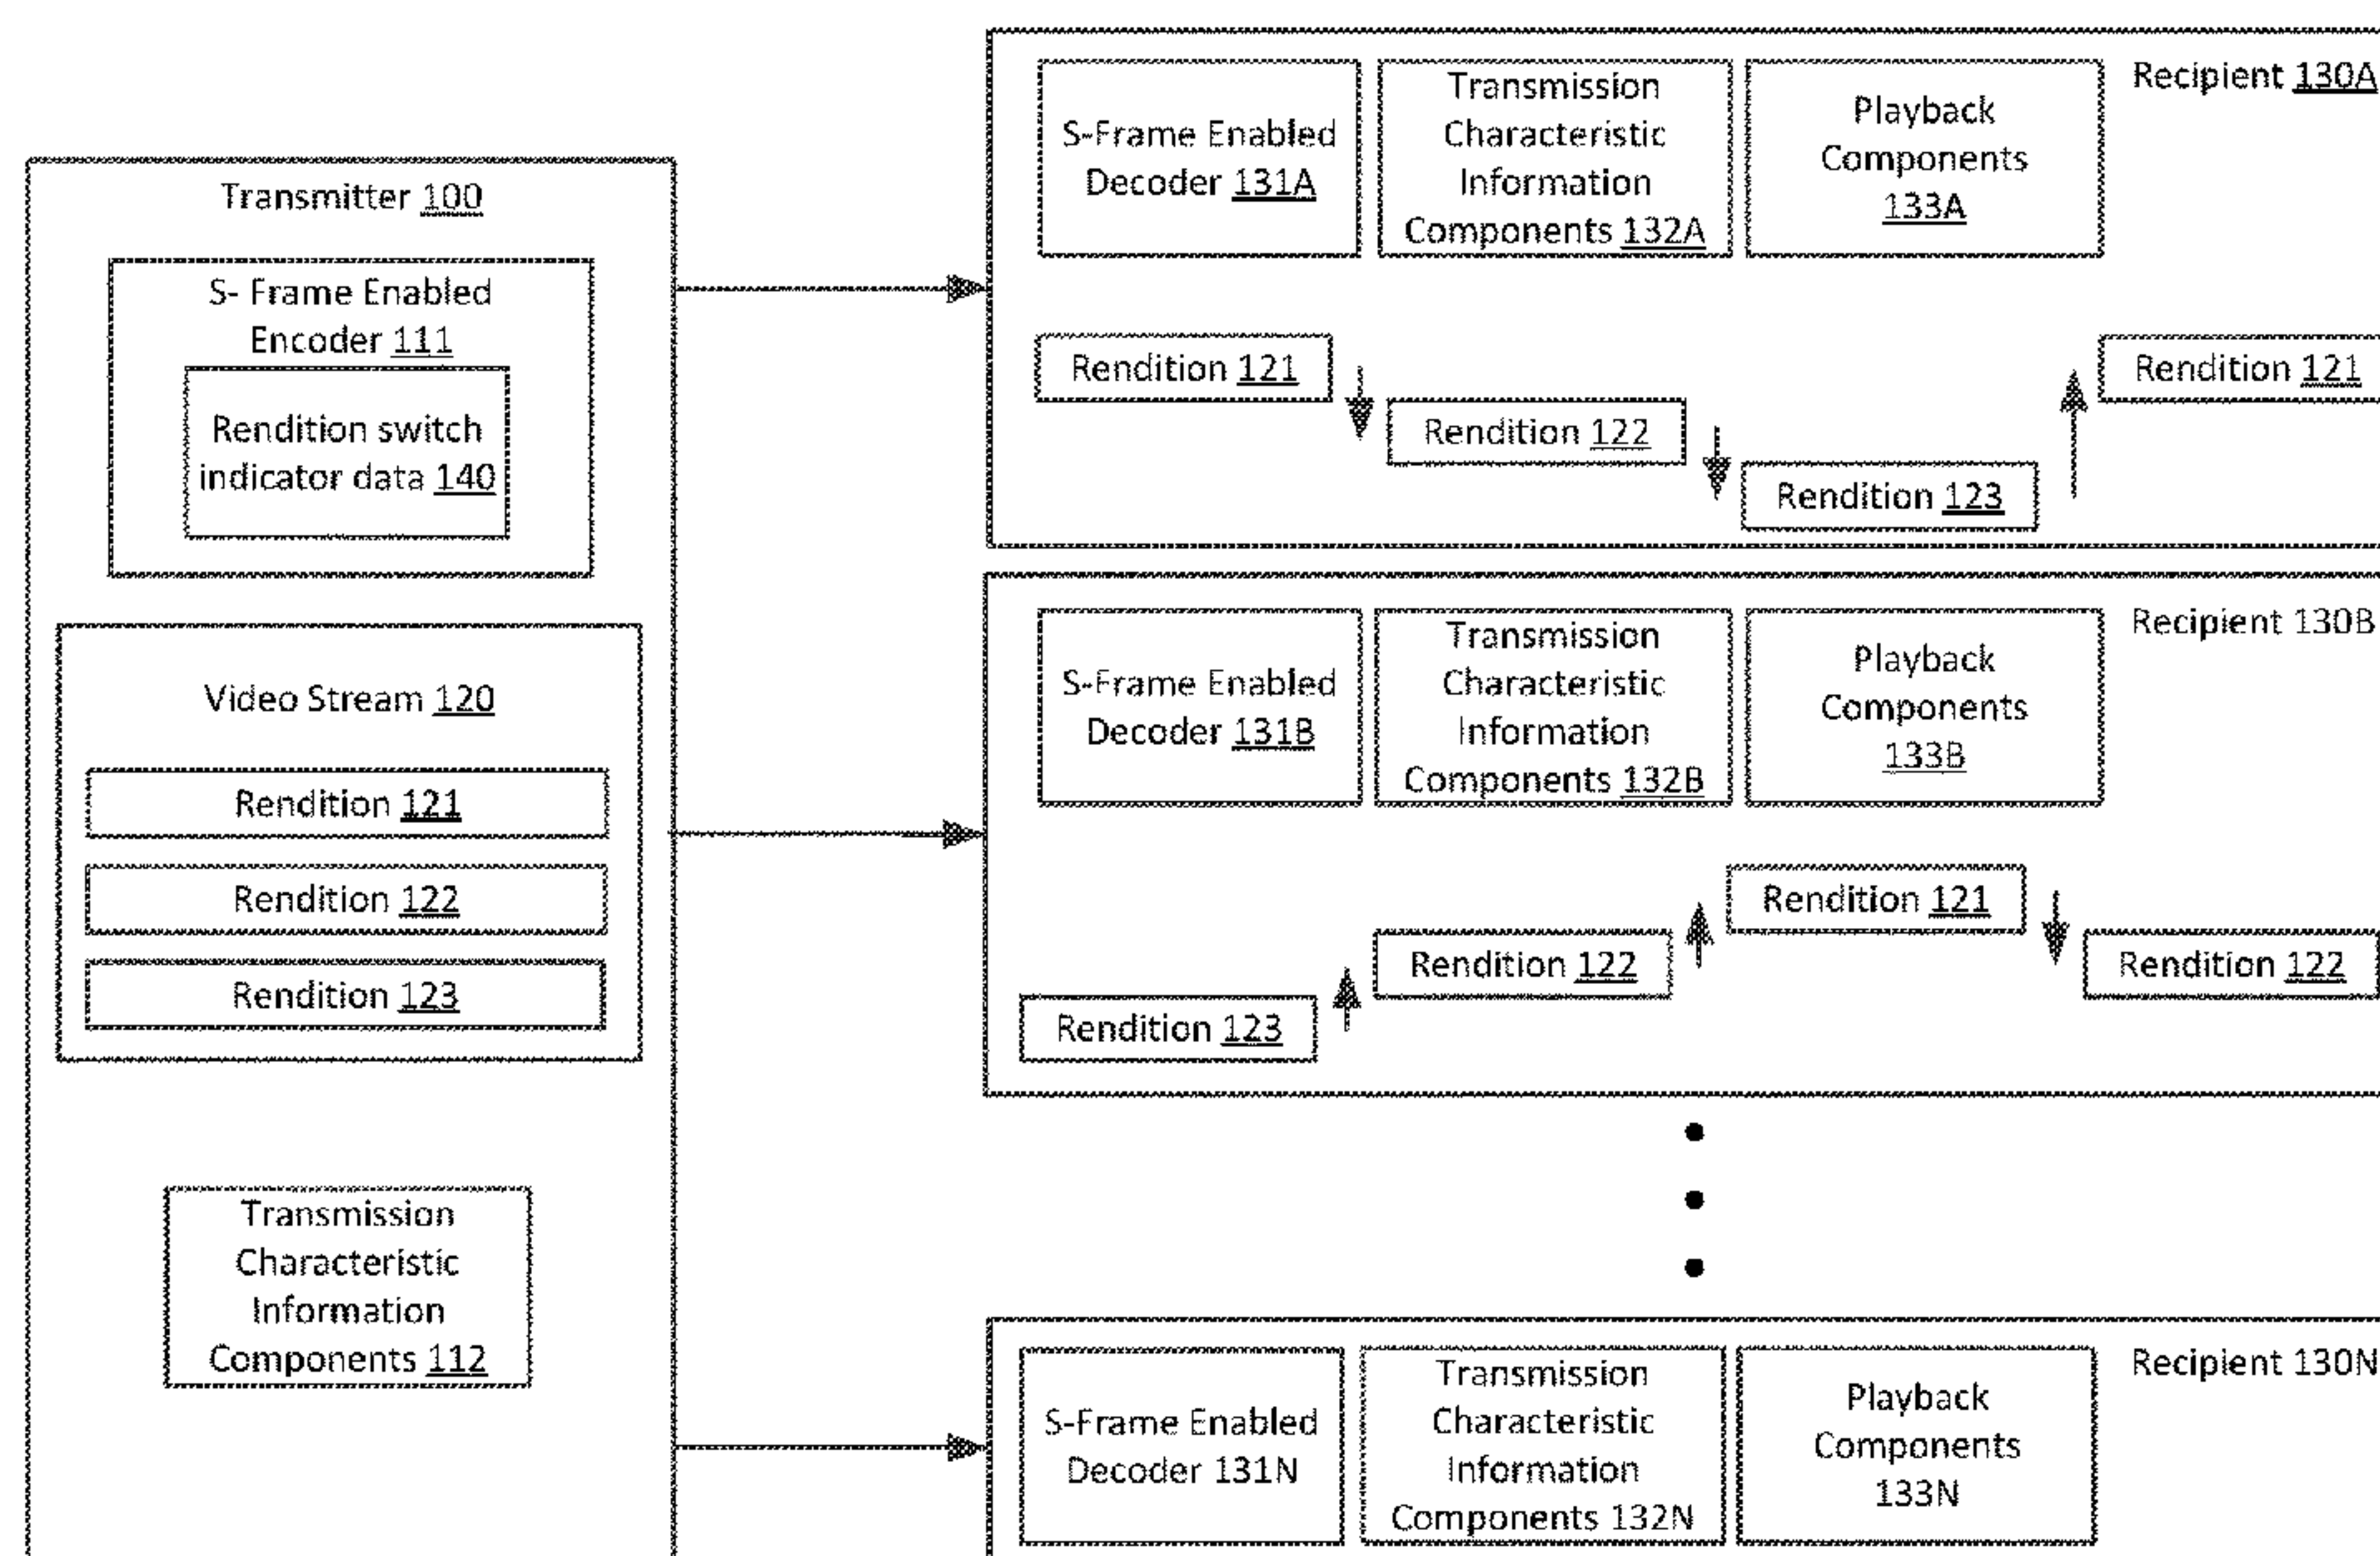 Transmitter 100
S- Frame Enabled
Encoder 111
Rendition switch
indicator data 140
Video Stream 120
Rendition 121
Rendition 122
Rendition 123
Transmission
Characteristic
Information
Components 112
Recipient 130A
S-Frame Enabled
Decoder 131A
Transmission
Characteristic
Information
Components 132A
Playback
Components
133A
Rendition 121
Rendition 122
Rendition 123
Rendition 121
Recipient 130B
S-Frame Enabled
Decoder 131B
Transmission
Characteristic
Information
Components 132B
Playback
Components
133B
Rendition 123
Rendition 122
Rendition 121
Rendition 122
Recipient 130N
S-Frame Enabled
Decoder 131N
Transmission
Characteristic
Information
Components 132N
Playback
Components
133N